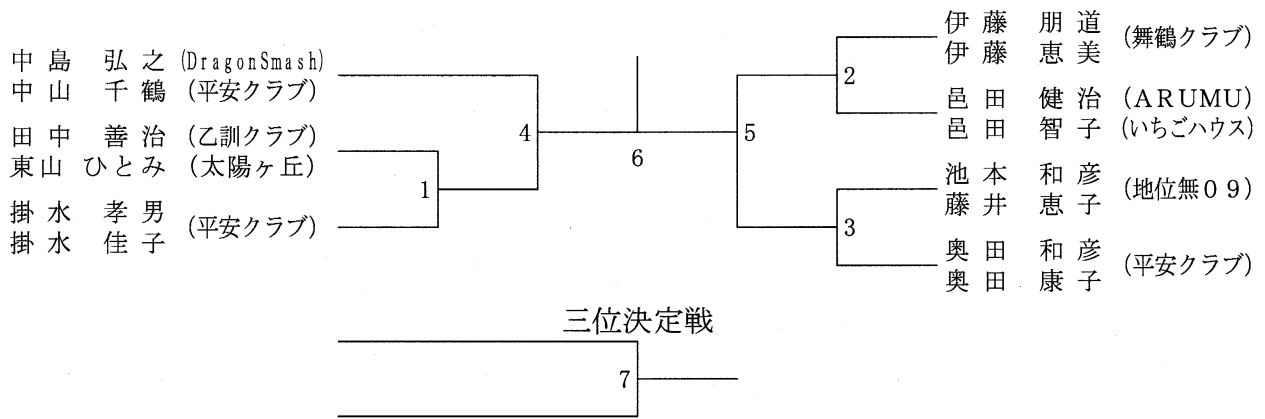 中島 弘之 (DragonSmash)
中山 千鶴 (平安クラブ)
田中 善治 (乙訓クラブ)
東山 ひとみ (太陽ヶ丘)
掛水 孝男
掛水 佳子
(平安クラブ)
1
4
6
5
2
3
伊藤 朋道
伊藤 恵美
(舞鶴クラブ)
邑田 健治 (ARUMU)
邑田 智子 (いちごハウス)
池本 和彦
藤井 恵子
(地位無09)
奥田 和彦
奥田 康子
(平安クラブ)
三位決定戦
7